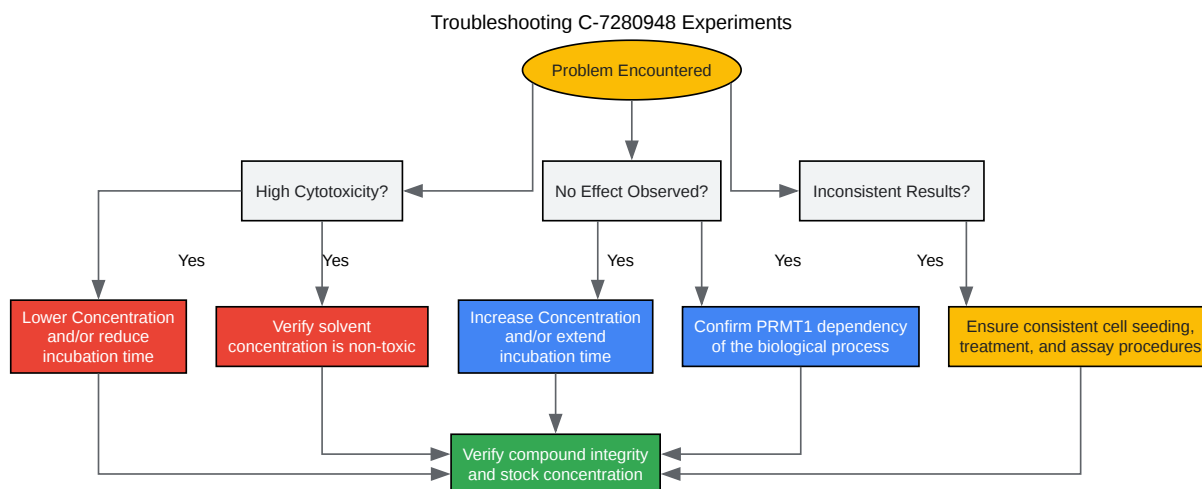 Troubleshooting C-7280948 Experiments
Problem Encountered
High Cytotoxicity?
No Effect Observed?
Inconsistent Results?
Yes
Yes
Yes
Yes
Yes
Lower Concentration
and/or reduce
incubation time
Verify solvent
concentration is non-toxic
Increase Concentration
and/or extend
incubation time
Confirm PRMT1 dependency
of the biological process
Ensure consistent cell seeding,
treatment, and assay procedures
Verify compound integrity
and stock concentration